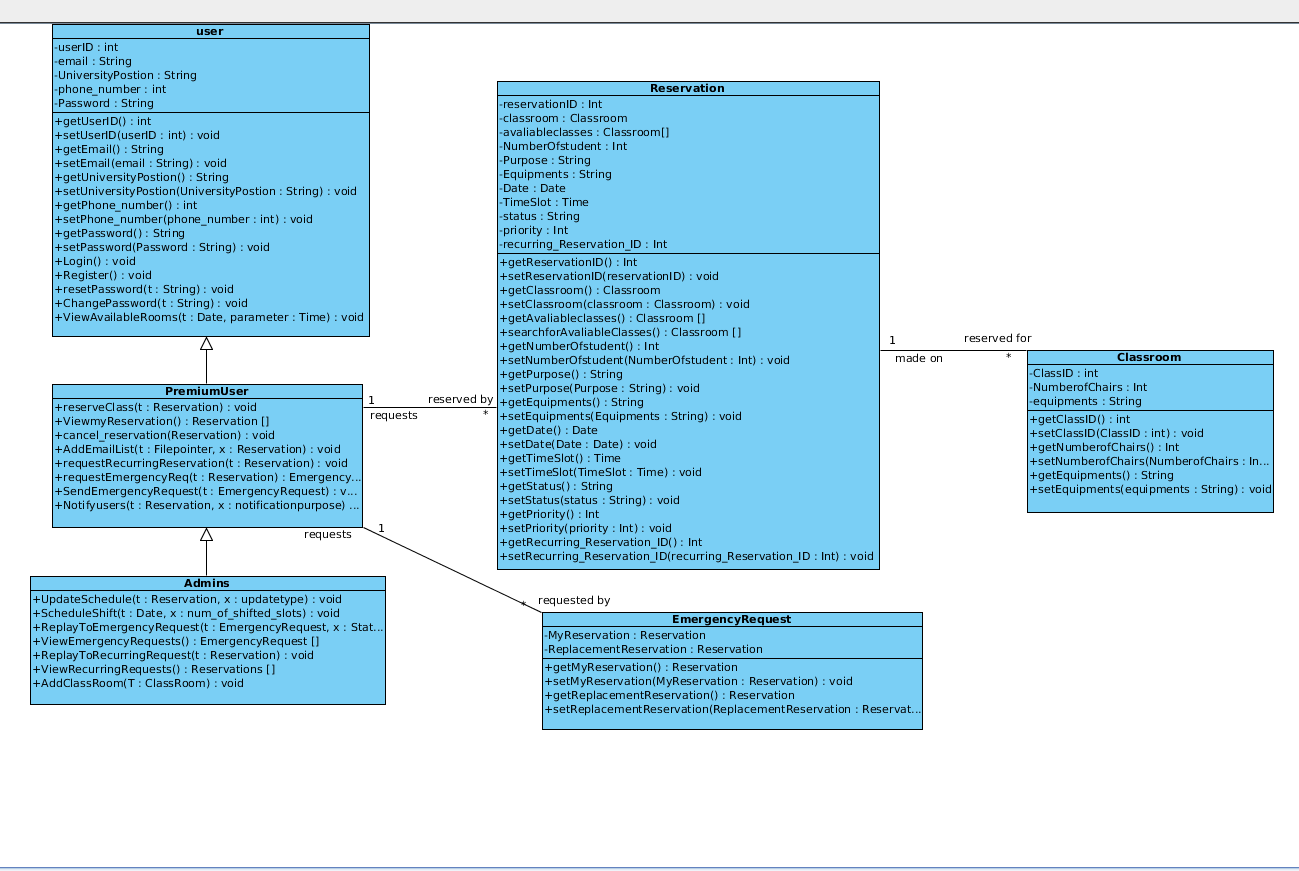 user
-userID : int
-email : String
-UniversityPostion : String
-phone_number : int
-Password : String
+getUserID() : int
+setUserID(userID : int) : void
+getEmail() : String
+setEmail(email : String) : void
+getUniversityPostion() : String
+setUniversityPostion(UniversityPostion : String) : void
+getPhone_number() : int
+setPhone_number(phone_number : int) : void
+getPassword() : String
+setPassword(Password : String) : void
+Login() : void
+Register() : void
+resetPassword(t : String) : void
+ChangePassword(t : String) : void
+ViewAvailableRooms(t : Date, parameter : Time) : void
PremiumUser
+reserveClass(t : Reservation) : void
+ViewmyReservation() : Reservation []
+cancel_reservation(Reservation) : void
+AddEmailList(t : Filepointer, x : Reservation) : void
+requestRecurringReservation(t : Reservation) : void
+requestEmergencyReq(t : Reservation) : Emergency...
+SendEmergencyRequest(t : EmergencyRequest) : v...
+Notifyusers(t : Reservation, x : notificationpurpose) ...
Admins
+UpdateSchedule(t : Reservation, x : updatetype) : void
+ScheduleShift(t : Date, x : num_of_shifted_slots) : void
+ReplayToEmergencyRequest(t : EmergencyRequest, x : Stat...
+ViewEmergencyRequests() : EmergencyRequest []
+ReplayToRecurringRequest(t : Reservation) : void
+ViewRecurringRequests() : Reservations []
+AddClassRoom(T : ClassRoom) : void
1
reserved by
requests
*
requests
1
*
requested by
Reservation
-reservationID : Int
-classroom : Classroom
-avaliableclasses : Classroom[]
-NumberOfstudent : Int
-Purpose : String
-Equipments : String
-Date : Date
-TimeSlot : Time
-status : String
-priority : Int
-recurring_Reservation_ID : Int
+getReservationID() : Int
+setReservationID(reservationID) : void
+getClassroom() : Classroom
+setClassroom(classroom : Classroom) : void
+getAvaliableclasses() : Classroom []
+searchforAvaliableClasses() : Classroom []
+getNumberOfstudent() : Int
+setNumberOfstudent(NumberOfstudent : Int) : void
+getPurpose() : String
+setPurpose(Purpose : String) : void
+getEquipments() : String
+setEquipments(Equipments : String) : void
+getDate() : Date
+setDate(Date : Date) : void
+getTimeSlot() : Time
+setTimeSlot(TimeSlot : Time) : void
+getStatus() : String
+setStatus(status : String) : void
+getPriority() : Int
+setPriority(priority : Int) : void
+getRecurring_Reservation_ID() : Int
+setRecurring_Reservation_ID(recurring_Reservation_ID : Int) : void
EmergencyRequest
-MyReservation : Reservation
-ReplacementReservation : Reservation
+getMyReservation() : Reservation
+setMyReservation(MyReservation : Reservation) : void
+getReplacementReservation() : Reservation
+setReplacementReservation(ReplacementReservation : Reservat...
1
reserved for
made on
*
Classroom
-ClassID : int
-NumberofChairs : Int
-equipments : String
+getClassID() : int
+setClassID(ClassID : int) : void
+getNumberofChairs() : Int
+setNumberofChairs(NumberofChairs : In...
+getEquipments() : String
+setEquipments(equipments : String) : void